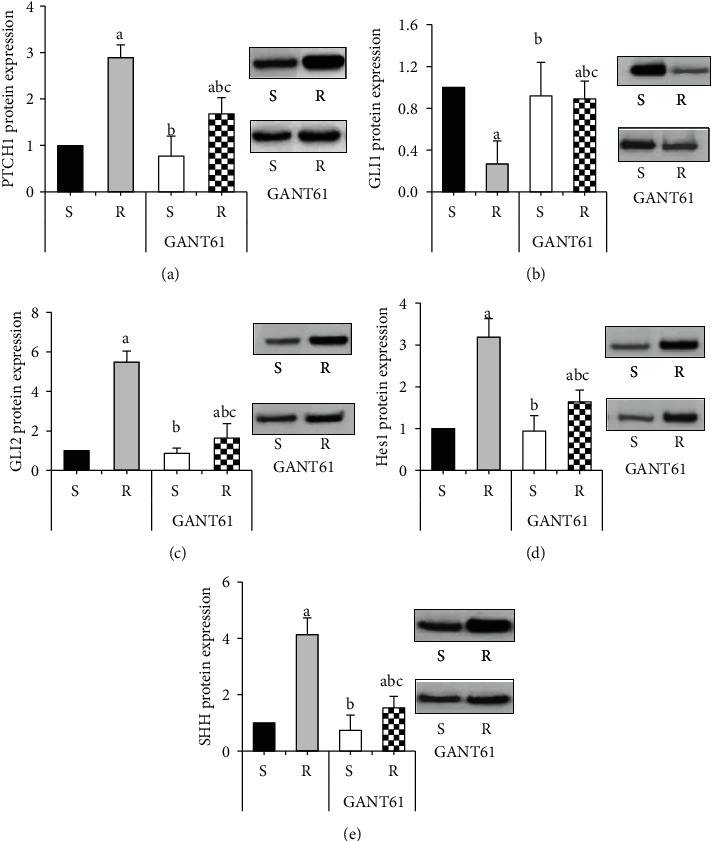 PTCH1 protein expression
4
3
2
1
0
a
b
abc
S R S R
GANT61
S R
S R
GANT61
(a)
GLI1 protein expression
1.6
1.2
0.8
0.4
0.0
a
b
abc
S R S R
GANT61
S R
S R
GANT61
(b)
GLI2 protein expression
8
6
4
2
0
a
b
abc
S R S R
GANT61
S R
S R
GANT61
(c)
Hes1 protein expression
4
3
2
1
0
a
b
abc
S R S R
GANT61
S R
S R
GANT61
(d)
SHH protein expression
6
4
2
0
a
b
abc
S R S R
GANT61
S R
S R
GANT61
(e)